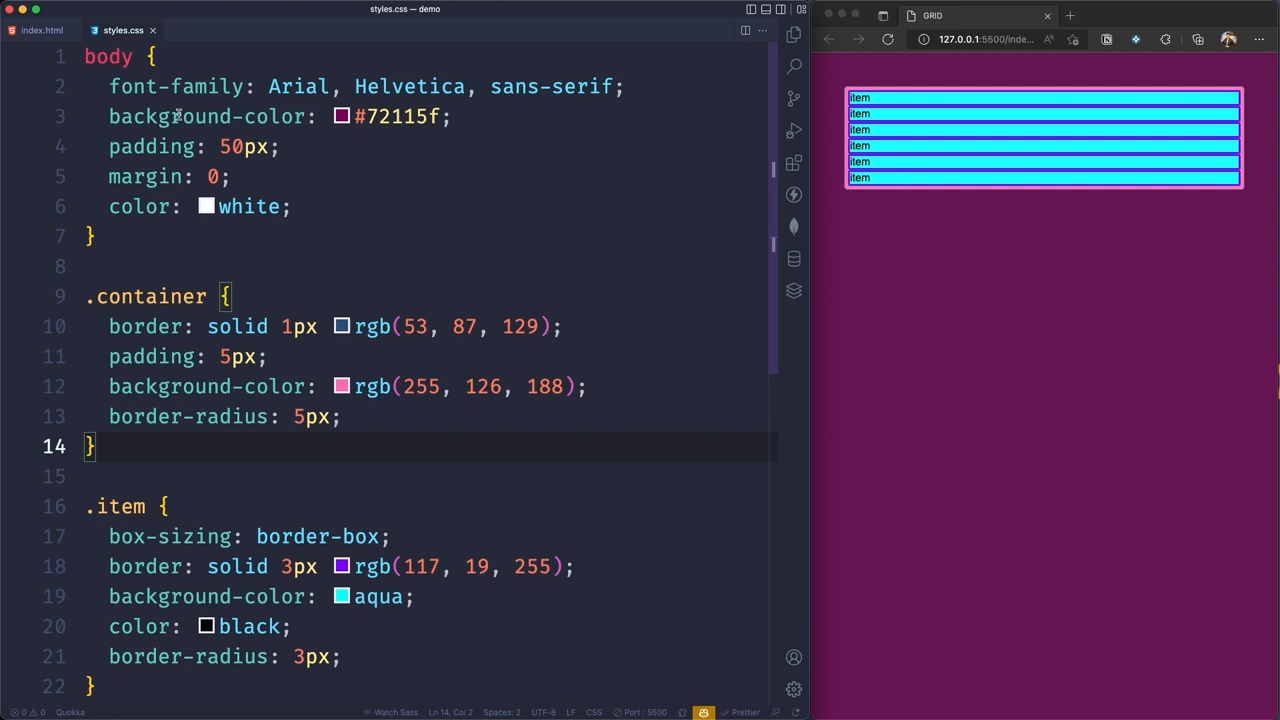 styles.css — demo
index.html
styles.css
1 body {
2 font-family: Arial, Helvetica, sans-serif;
3 background-color: #72115f;
4 padding: 50px;
5 margin: 0;
6 color: white;
7 }
8
9 .container {
10 border: solid 1px rgb(53, 87, 129);
11 padding: 5px;
12 background-color: rgb(255, 126, 188);
13 border-radius: 5px;
14 }
15
16 .item {
17 box-sizing: border-box;
18 border: solid 3px rgb(117, 19, 255);
19 background-color: aqua;
20 color: black;
21 border-radius: 3px;
22 }
0 0 Quokka Watch Sass Ln 14, Col 2 Spaces: 2 UTF-8 LF CSS Port : 5500 Prettier
GRID
127.0.0.1:5500/inde...
item
item
item
item
item
item